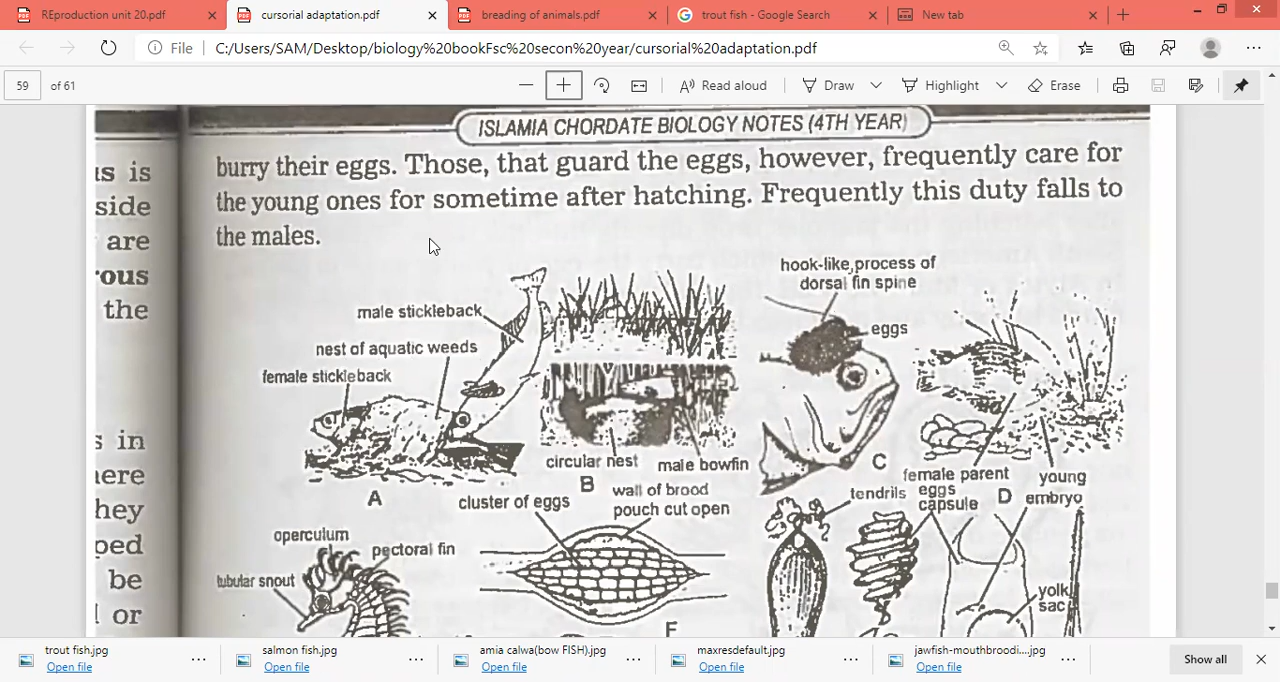 REproduction unit 20.pdf
cursorial adaptation.pdf
breading of animals.pdf
trout fish - Google Search
New tab
File
C:/Users/SAM/Desktop/biology%20bookFsc%20secon%20year/cursorial%20adaptation.pdf
59 of 61
Read aloud
Draw
Highlight
Erase
ISLAMIA CHORDATE BIOLOGY NOTES (4TH YEAR)
is is
side
are
rous
the
burry their eggs. Those, that guard the eggs, however, frequently care for
the young ones for sometime after hatching. Frequently this duty falls to
the males.
s in
here
hey
ped
be
l or
male stickleback
nest of aquatic weeds
female stickleback
A
circular nest
male bowfin
B
hook-like, process of
dorsal fin spine
eggs
C
female parent
young
D
cluster of eggs
wall of brood
pouch cut open
tendrils
eggs
capsule
embryo
operculum
pectoral fin
tubular snout
yolk
sac
trout fish.jpg
Open file
salmon fish.jpg
Open file
amia calwa(bow FISH).jpg
Open file
maxresdefault.jpg
Open file
jawfish-mouthbroodi....jpg
Open file
Show all